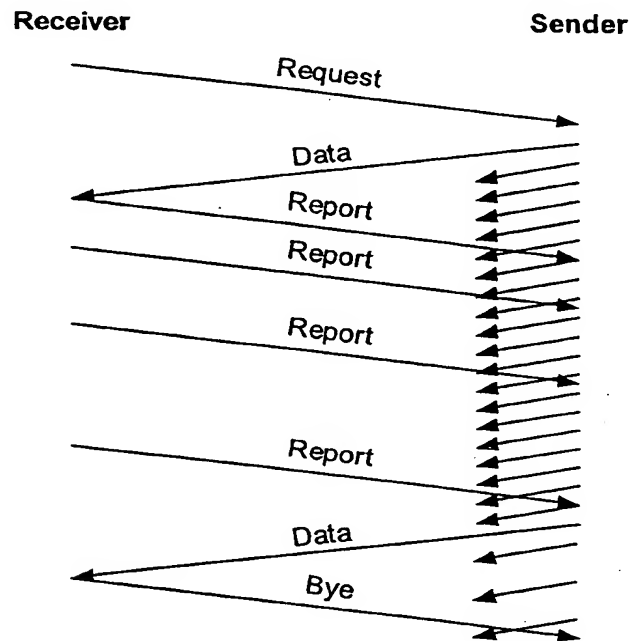 Receiver Sender
Request
Data
Report
Report
Report
Report
Data
Bye